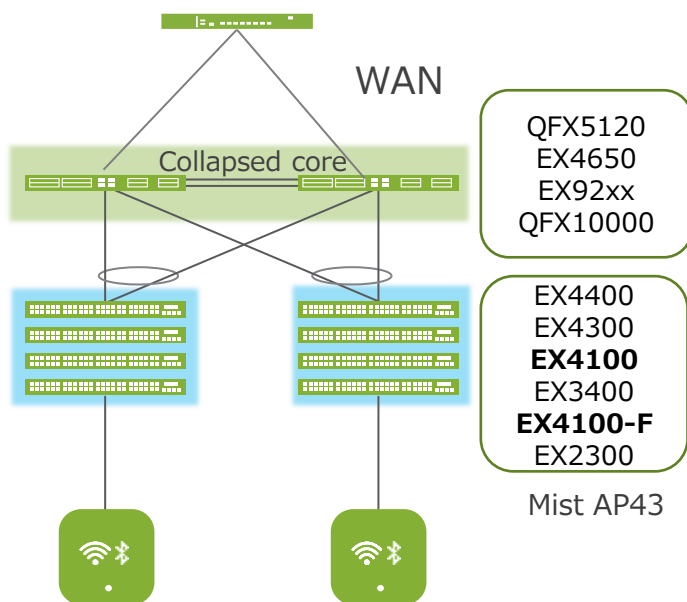 WAN
Collapsed core
QFX5120
EX4650
EX92xx
QFX10000
EX4400
EX4300
EX4100
EX3400
EX4100-F
EX2300
Mist AP43